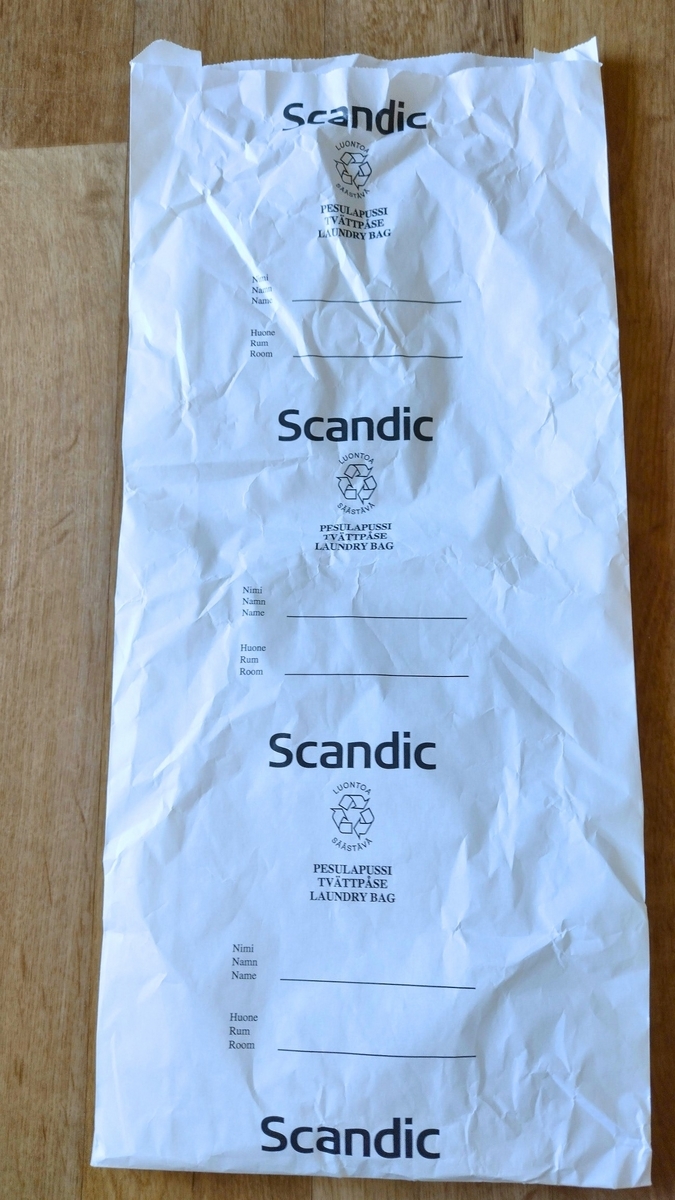 Scandic
LUONTOA
SÄÄSTÄVÄ
PESULAPUSSI
TVÄTTPÅSE
LAUNDRY BAG
Nimi
Namn
Name
Huone
Rum
Room
Scandic
LUONTOA
SÄÄSTÄVÄ
PESULAPUSSI
TVÄTTPÅSE
LAUNDRY BAG
Nimi
Namn
Name
Huone
Rum
Room
Scandic
LUONTOA
SÄÄSTÄVÄ
PESULAPUSSI
TVÄTTPÅSE
LAUNDRY BAG
Nimi
Namn
Name
Huone
Rum
Room
Scandic